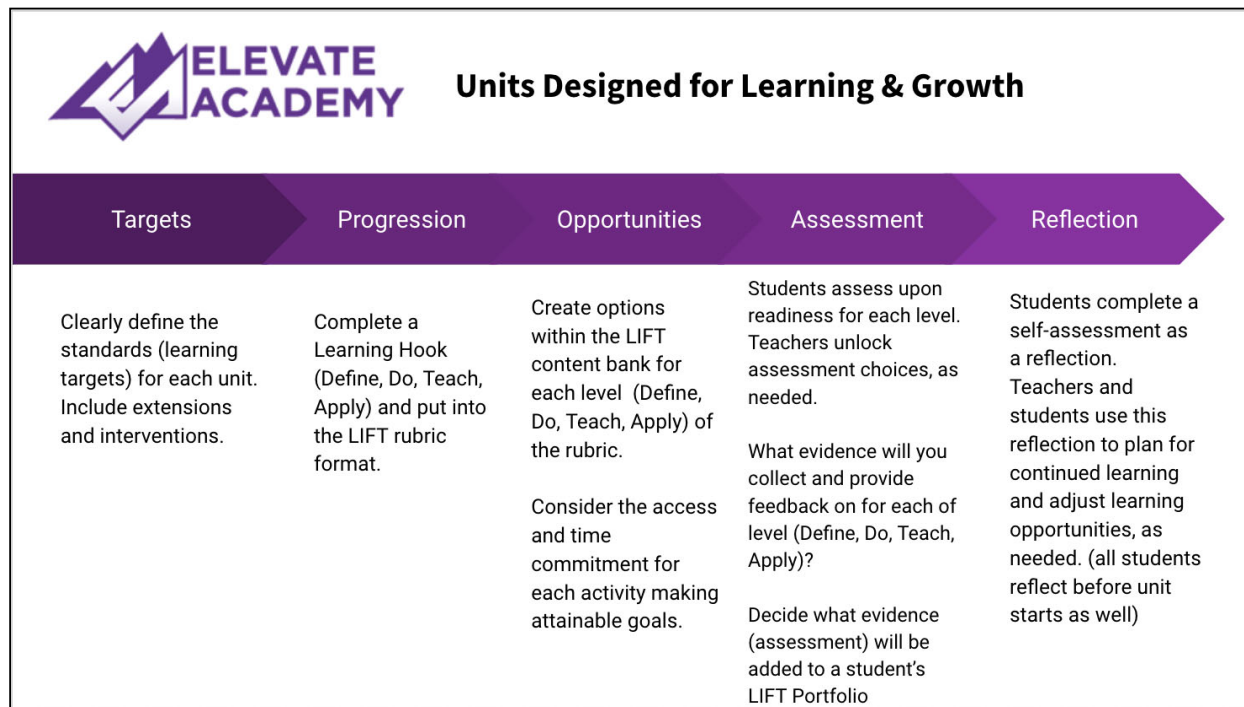 ELEVATE
ACADEMY
Units Designed for Learning & Growth
Targets
Progression
Opportunities
Assessment
Reflection
Clearly define the
standards (learning
targets) for each unit.
Include extensions
and interventions.
Complete a
Learning Hook
(Define, Do, Teach,
Apply) and put into
the LIFT rubric
format.
Create options
within the LIFT
content bank for
each level (Define,
Do, Teach, Apply) of
the rubric.
Consider the access
and time
commitment for
each activity making
attainable goals.
Students assess upon
readiness for each level.
Teachers unlock
assessment choices, as
needed.
What evidence will you
collect and provide
feedback on for each of
level (Define, Do, Teach,
Apply)?
Decide what evidence
(assessment) will be
added to a student’s
LIFT Portfolio
Students complete a
self-assessment as
a reflection.
Teachers and
students use this
reflection to plan for
continued learning
and adjust learning
opportunities, as
needed. (all students
reflect before unit
starts as well)